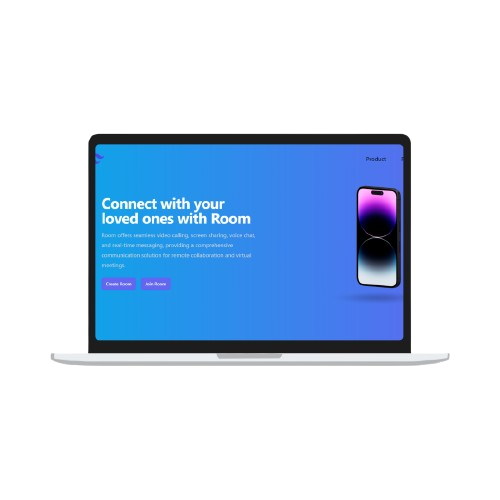 Product
Connect with your
loved ones with Room
Room offers seamless video calling, screen sharing, voice chat,
and real-time messaging, providing a comprehensive
communication solution for remote collaboration and virtual
meetings.
Create Room Join Room